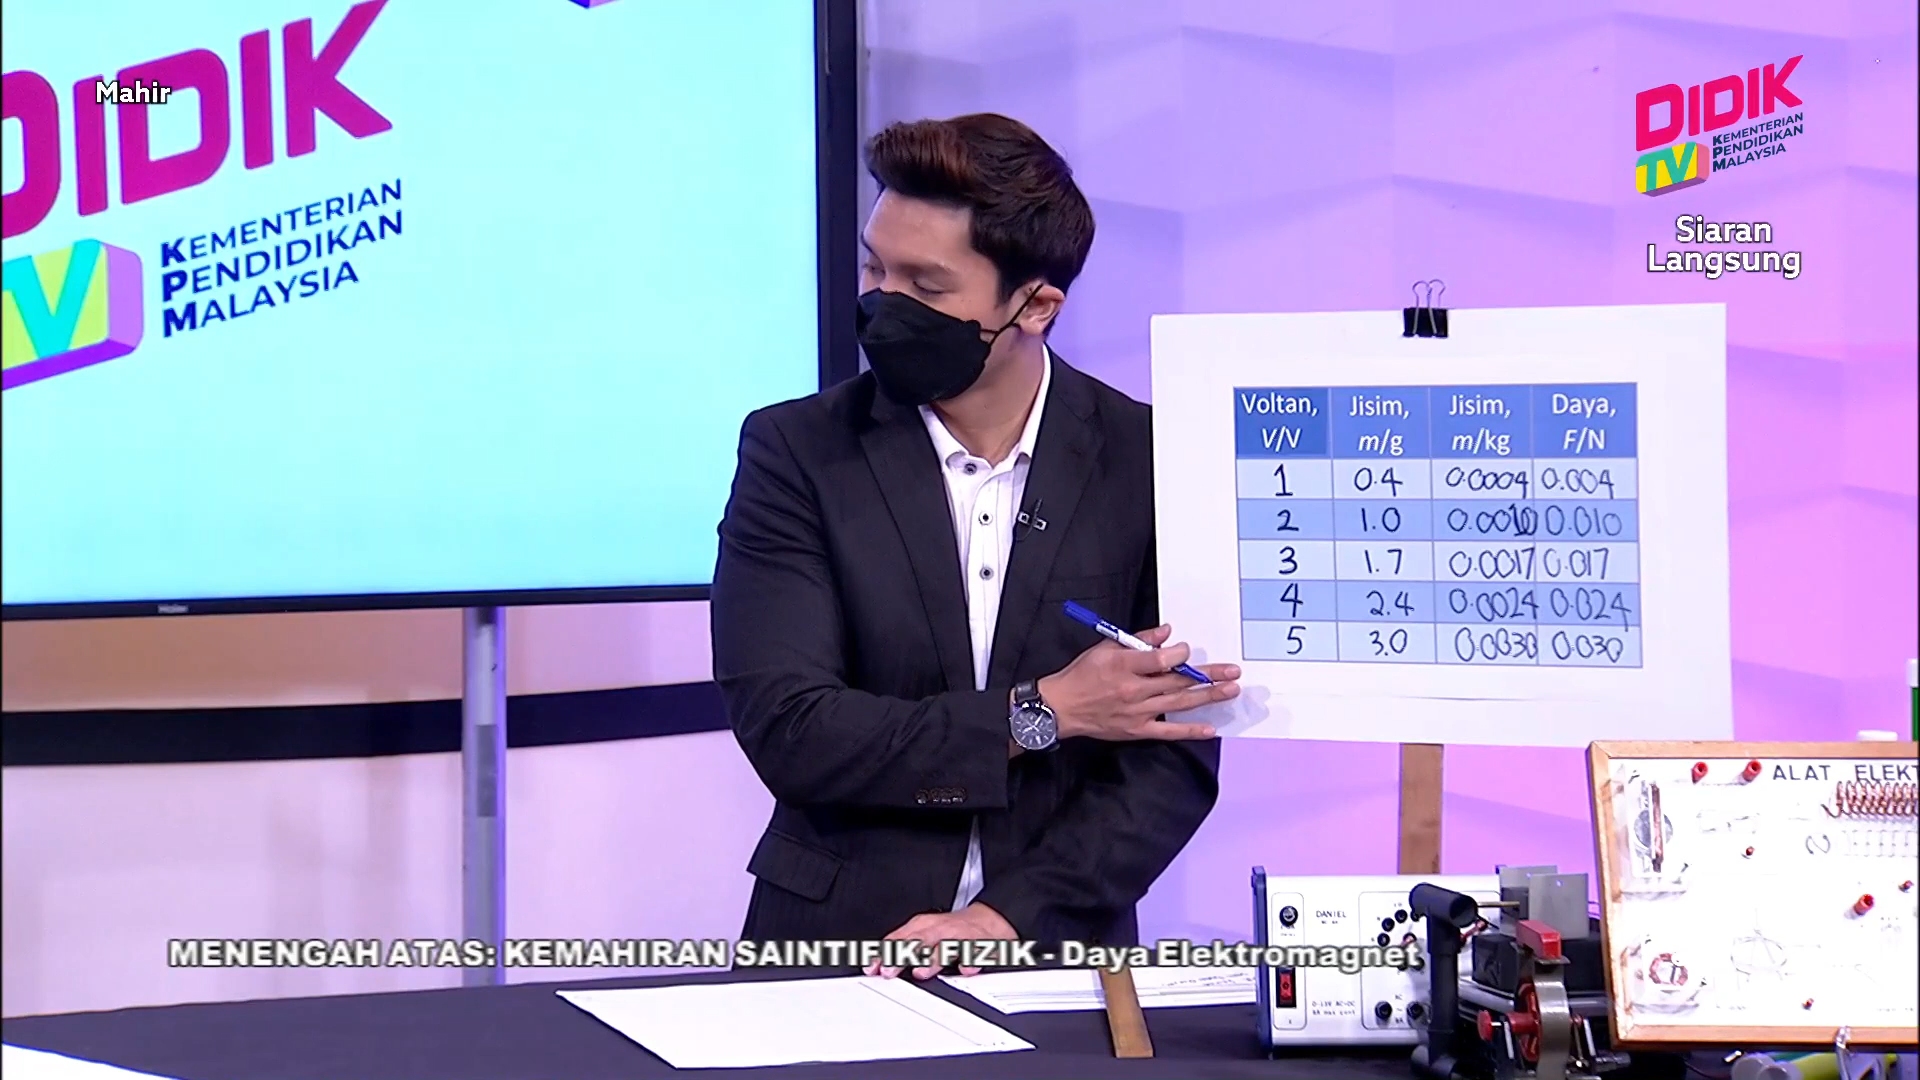 Mahir
DIDIK
TV
KEMENTERIAN
PENDIDIKAN
MALAYSIA
DIDIK
TV
KEMENTERIAN
PENDIDIKAN
MALAYSIA
Siaran
Langsung
Voltan, Jisim, Jisim, Daya,
V/V m/g m/kg F/N
1 0.4 0.0004 0.004
2 1.0 0.0010 0.010
3 1.7 0.0017 0.017
4 2.4 0.0024 0.024
5 3.0 0.0030 0.030
Haier
ALAT ELEKT
DANIEL
MENENGAH ATAS: KEMAHIRAN SAINTIFIK: FIZIK - Daya Elektromagnet